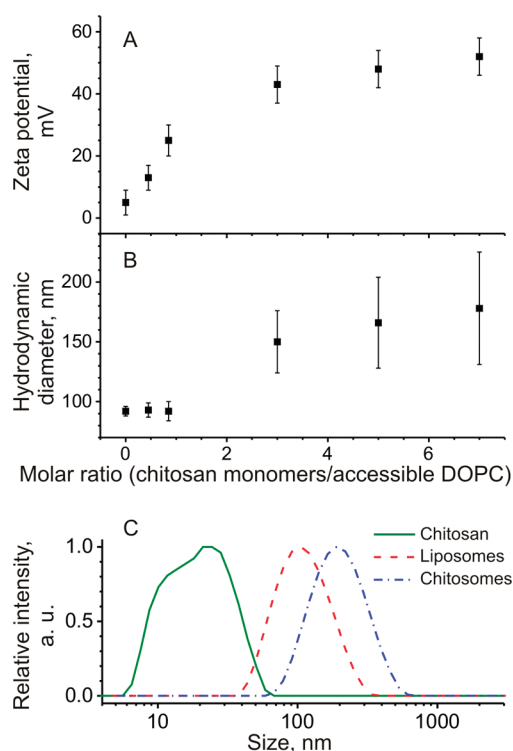 A
Zeta potential,
mV
60
40
20
0
B
Hydrodynamic
diameter, nm
200
150
100
0 2 4 6
Molar ratio (chitosan monomers/accessible DOPC)
C
Chitosan
Liposomes
Chitosomes
Relative intensity,
a. u.
1.0
0.5
0.0
10 100 1000
Size, nm